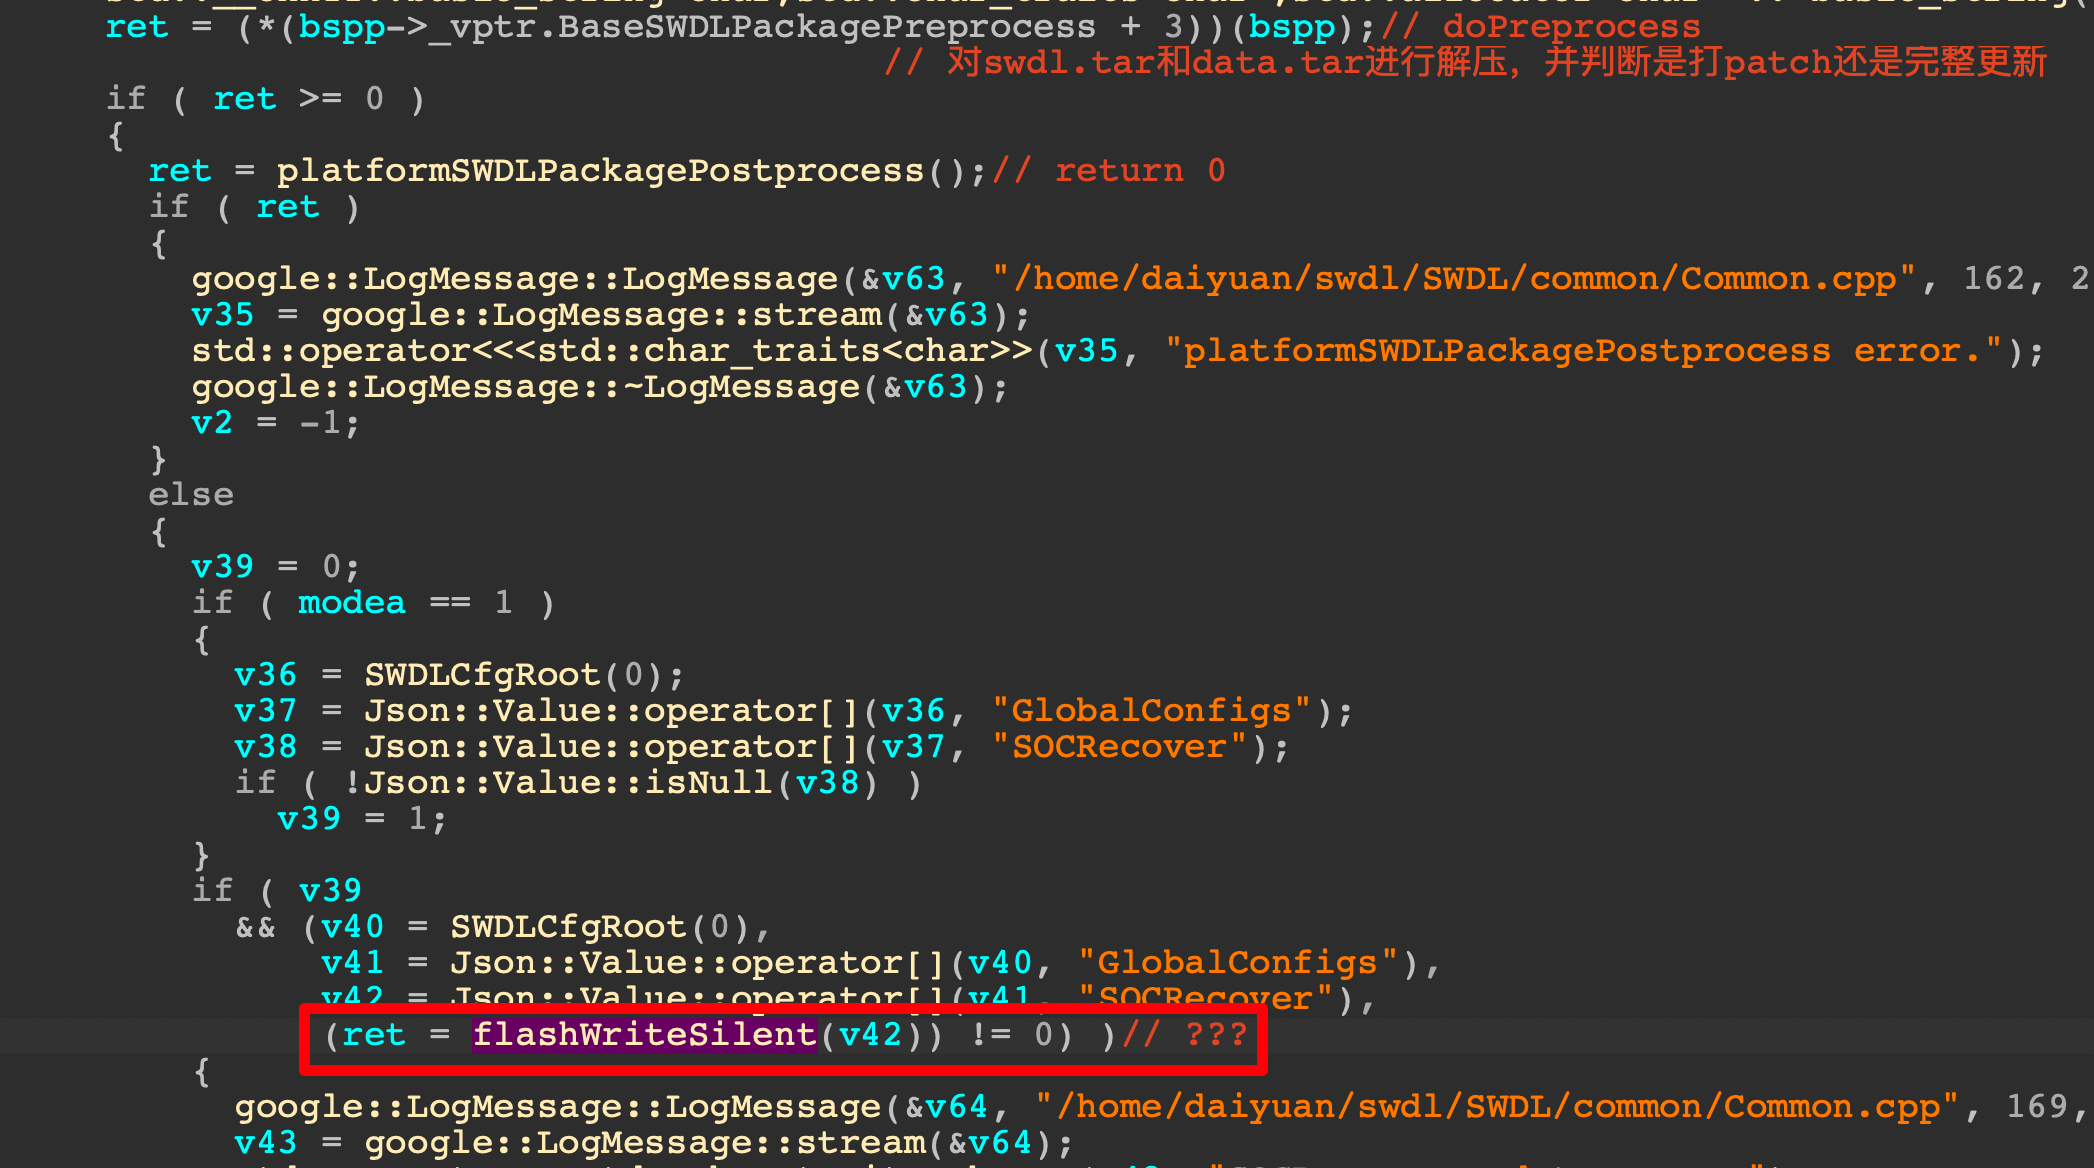 ret = (*(bspp->_vptr.BaseSWDLPackagePreprocess + 3))(bspp);// doPreprocess
// 对swdl.tar和data.tar进行解压，并判断是打patch还是完整更新
if ( ret >= 0 )
{
ret = platformSWDLPackagePostprocess();// return 0
if ( ret )
{
google::LogMessage::LogMessage(&v63, "/home/daiyuan/swdl/SWDL/common/Common.cpp", 162, 2
v35 = google::LogMessage::stream(&v63);
std::operator<<<std::char_traits<char>>(v35, "platformSWDLPackagePostprocess error.");
google::LogMessage::~LogMessage(&v63);
v2 = -1;
}
else
{
v39 = 0;
if ( modea == 1 )
{
v36 = SWDLCfgRoot(0);
v37 = Json::Value::operator[](v36, "GlobalConfigs");
v38 = Json::Value::operator[](v37, "SOCRecover");
if ( !Json::Value::isNull(v38) )
v39 = 1;
}
if ( v39
&& (v40 = SWDLCfgRoot(0),
v41 = Json::Value::operator[](v40, "GlobalConfigs"),
v42 = Json::Value::operator[](v41, "SOCRecover"),
(ret = flashWriteSilent(v42)) != 0) )// ???
{
google::LogMessage::LogMessage(&v64, "/home/daiyuan/swdl/SWDL/common/Common.cpp", 169,
v43 = google::LogMessage::stream(&v64);